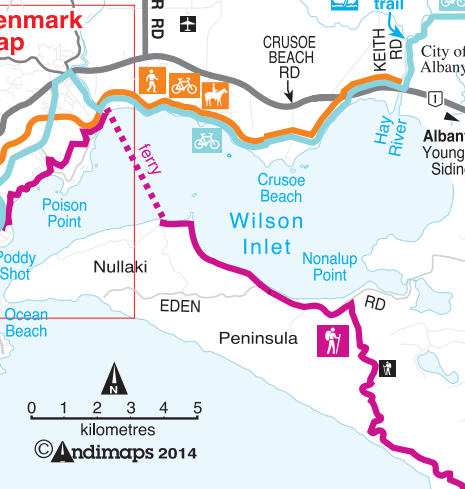 enmark
ap
R RD
trail
CRUSOE
BEACH
RD
KEITH
RD
City of
Albany
1
Hay
River
Albany
Young
Siding
ferry
Crusoe
Beach
Poison
Point
Wilson
Inlet
Poddy
Shot
Nonalup
Point
Nullaki
EDEN
RD
Ocean
Beach
Peninsula
N
0 1 2 3 4 5
kilometres
© Andimaps 2014